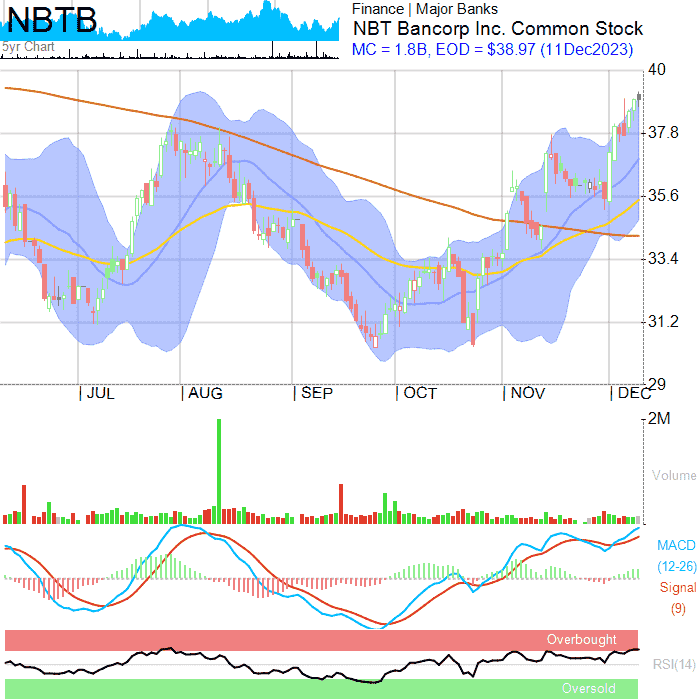 NBTB
5yr Chart
Finance | Major Banks
NBT Bancorp Inc. Common Stock
MC = 1.8B, EOD = $38.97 (11Dec2023)
40
37.8
35.6
33.4
31.2
29
JUL
AUG
SEP
OCT
NOV
DEC
2M
Volume
MACD
(12-26)
Signal
(9)
Overbought
RSI(14)
Oversold